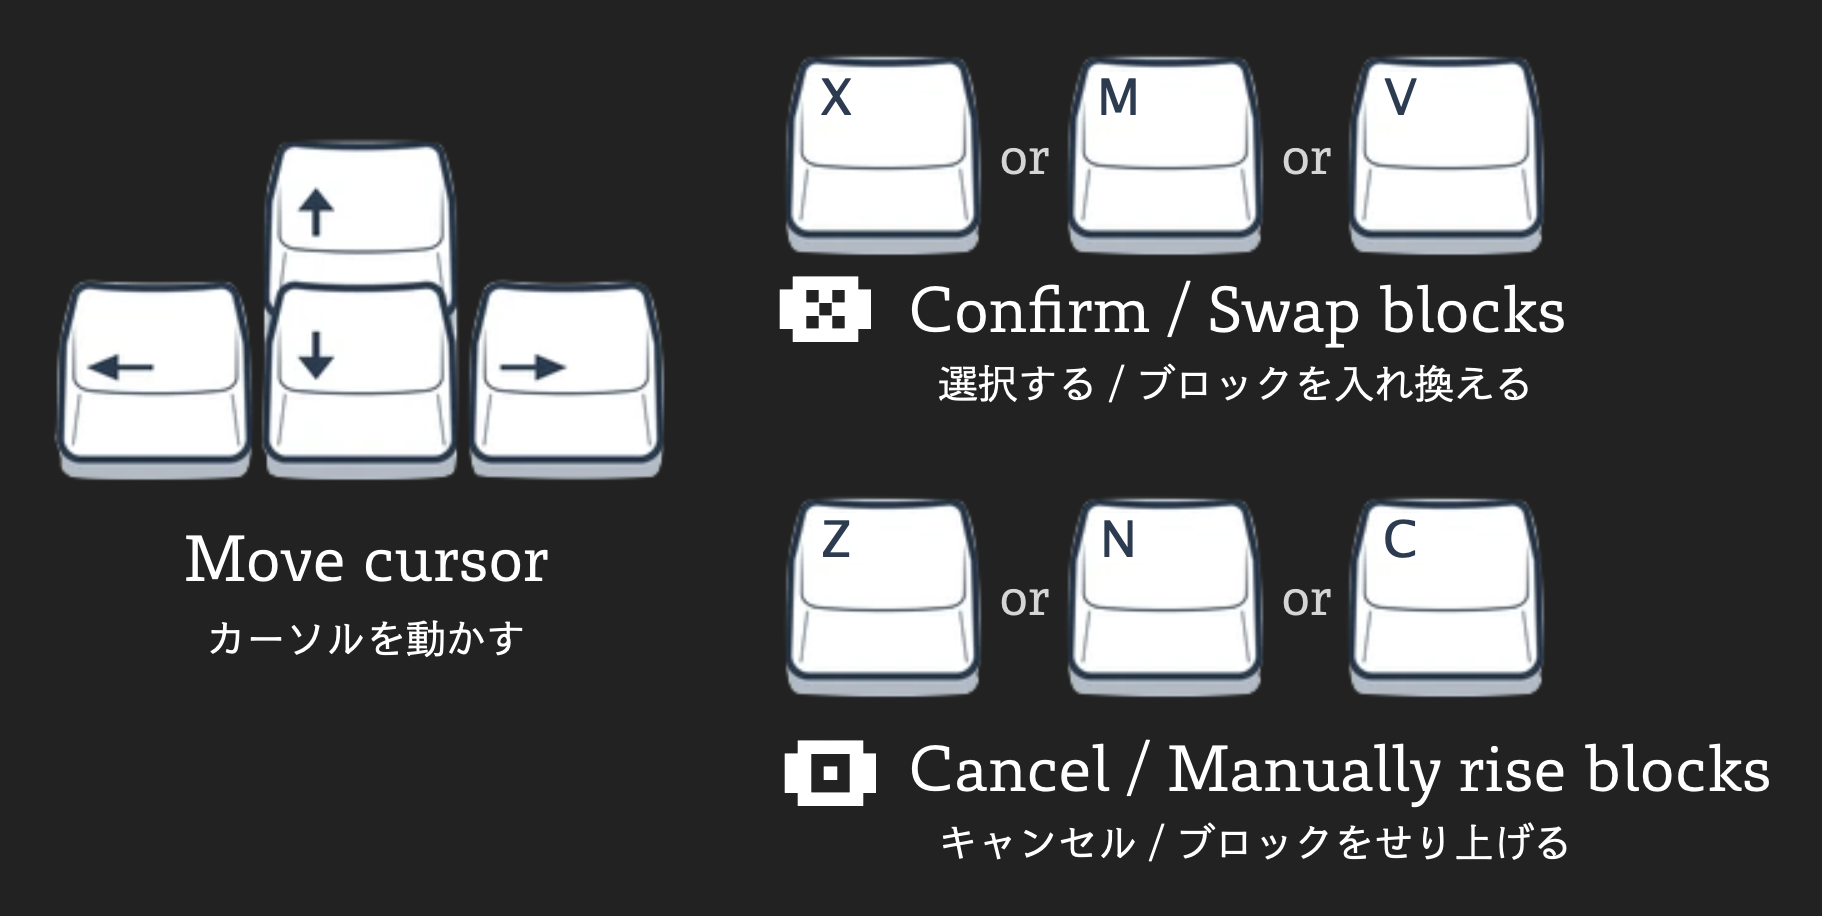 ↑
← ↓ →
Move cursor
カーソルを動かす
X or M or V
Confirm / Swap blocks
選択する / ブロックを入れ換える
Z or N or C
Cancel / Manually rise blocks
キャンセル / ブロックをせり上げる